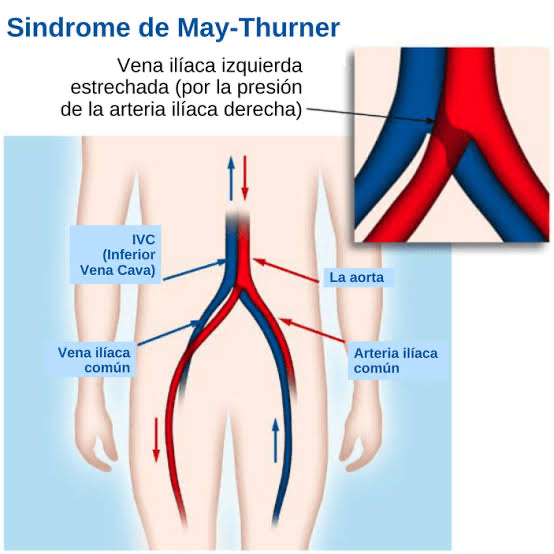 Sindrome de May-Thurner
Vena ilíaca izquierda
estrechada (por la presión
de la arteria ilíaca derecha)
IVC
(Inferior
Vena Cava)
La aorta
Vena ilíaca
común
Arteria ilíaca
común